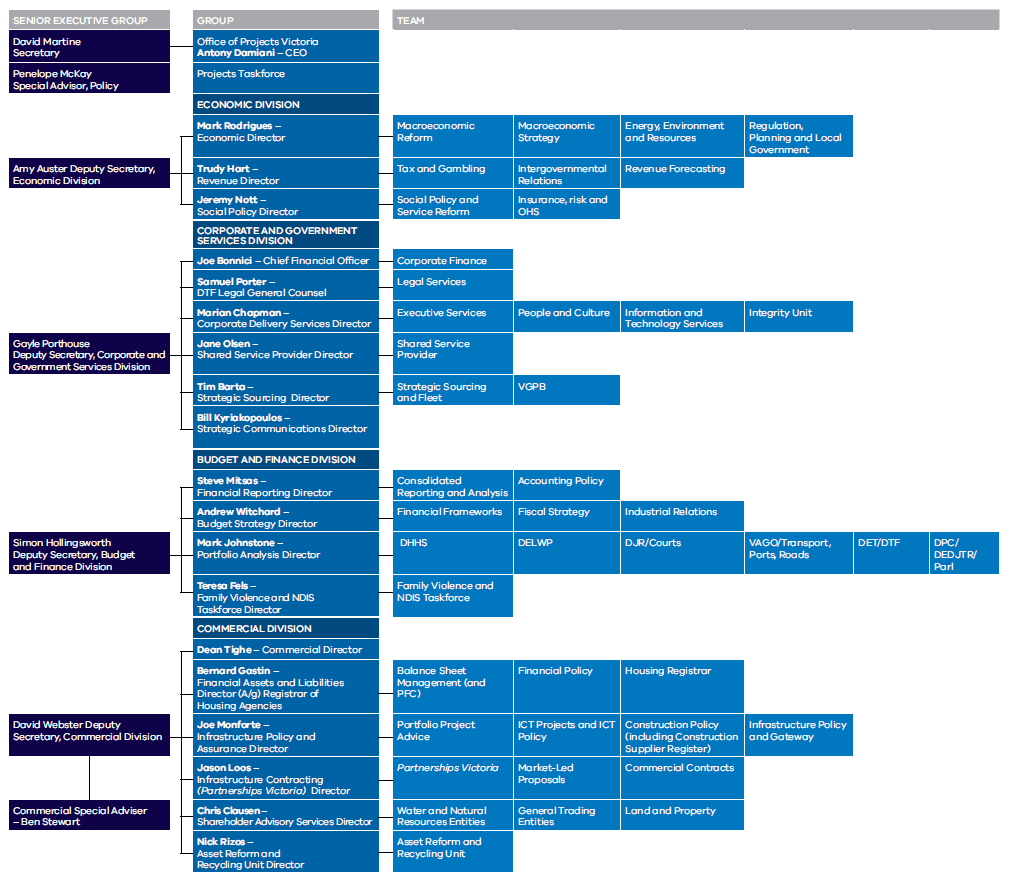 SENIOR EXECUTIVE GROUP
GROUP
TEAM
David Martine
Secretary
Office of Projects Victoria
Antony Damiani – CEO
Penelope McKay
Special Advisor, Policy
Projects Taskforce
ECONOMIC DIVISION
Amy Auster Deputy Secretary,
Economic Division
Mark Rodrigues –
Economic Director
Macroeconomic
Reform
Macroeconomic
Strategy
Energy, Environment
and Resources
Regulation,
Planning and Local
Government
Trudy Hart –
Revenue Director
Tax and Gambling
Intergovernmental
Relations
Revenue Forecasting
Jeremy Nott –
Social Policy Director
Social Policy and
Service Reform
Insurance, risk and
OHS
CORPORATE AND GOVERNMENT
SERVICES DIVISION
Gayle Porthouse
Deputy Secretary, Corporate and
Government Services Division
Joe Bonnici – Chief Financial Officer
Corporate Finance
Samuel Porter –
DTF Legal General Counsel
Legal Services
Marian Chapman –
Corporate Delivery Services Director
Executive Services
People and Culture
Information and
Technology Services
Integrity Unit
Jane Olsen –
Shared Service Provider Director
Shared Service
Provider
Tim Barta –
Strategic Sourcing Director
Strategic Sourcing
and Fleet
VGPB
Bill Kyriakopoulos –
Strategic Communications Director
BUDGET AND FINANCE DIVISION
Simon Hollingsworth
Deputy Secretary, Budget
and Finance Division
Steve Mitsas –
Financial Reporting Director
Consolidated
Reporting and Analysis
Accounting Policy
Andrew Witchard –
Budget Strategy Director
Financial Frameworks
Fiscal Strategy
Industrial Relations
Mark Johnstone –
Portfolio Analysis Director
DHHS
DELWP
DJR/Courts
VAGO/Transport,
Ports, Roads
DET/DTF
DPC/
DEDJTR/
Parl
Teresa Fels –
Family Violence and NDIS
Taskforce Director
Family Violence and
NDIS Taskforce
COMMERCIAL DIVISION
David Webster Deputy
Secretary, Commercial Division
Commercial Special Adviser
– Ben Stewart
Dean Tighe – Commercial Director
Bernard Gastin –
Financial Assets and Liabilities
Director (A/g) Registrar of
Housing Agencies
Balance Sheet
Management (and
PFC)
Financial Policy
Housing Registrar
Joe Monforte –
Infrastructure Policy and
Assurance Director
Portfolio Project
Advice
ICT Projects and ICT
Policy
Construction Policy
(including Construction
Supplier Register)
Infrastructure Policy
and Gateway
Jason Loos –
Infrastructure Contracting
(Partnerships Victoria) Director
Partnerships Victoria
Market-Led
Proposals
Commercial Contracts
Chris Clausen–
Shareholder Advisory Services Director
Water and Natural
Resources Entities
General Trading
Entities
Land and Property
Nick Rizos –
Asset Reform and
Recycling Unit Director
Asset Reform and
Recycling Unit